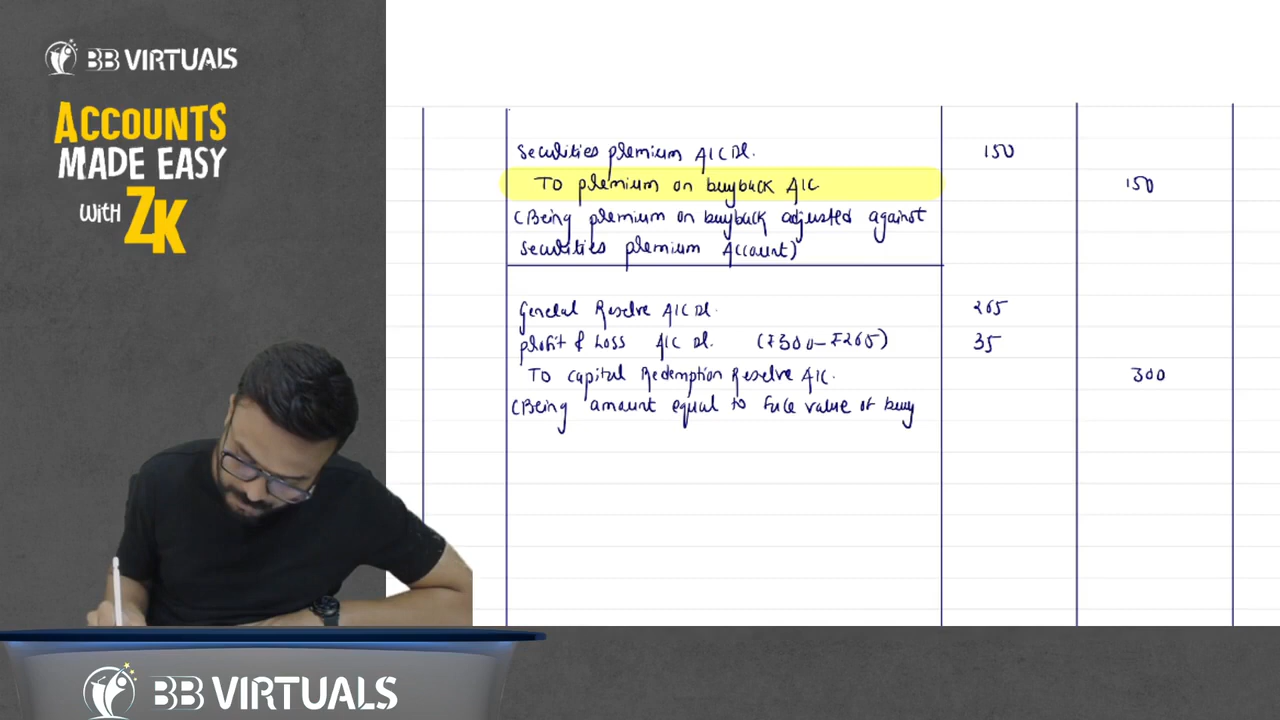 BB VIRTUALS
ACCOUNTS
MADE EASY
WITH ZK
Securities premium A/C Dr. 150
To premium on buyback A/C 150
(Being premium on buyback adjusted against
Securities premium Account)
General Reserve A/C Dr. 265
profit & Loss A/C Dr. (₹300-₹265) 35
To Capital Redemption Reserve A/C. 300
(Being amount equal to face value of buy
BB VIRTUALS